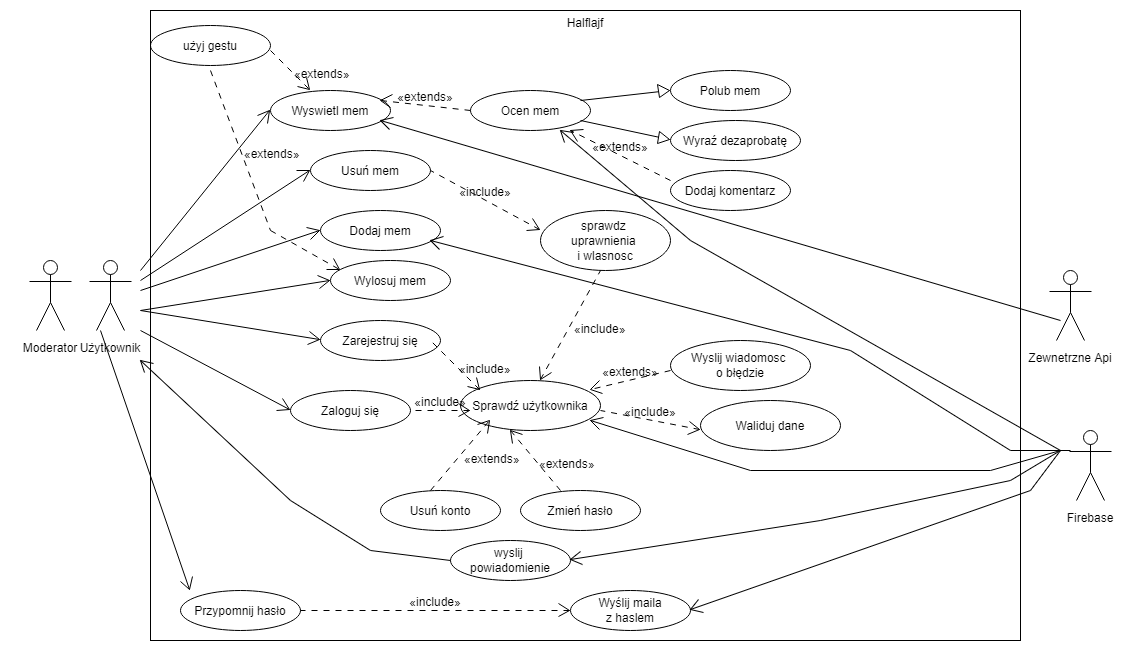 Halflajf
użyj gestu
«extends»
Wyswietl mem
«extends»
Ocen mem
Polub mem
Wyraź dezaprobatę
«extends»
Dodaj komentarz
«extends»
Usuń mem
«include»
sprawdz
uprawnienia
i wlasnosc
Dodaj mem
Wylosuj mem
Moderator
Użytkownik
Zewnetrzne Api
Zarejestruj się
«include»
«include»
Wyslij wiadomosc
o błędzie
«extends»
Zaloguj się
«include»
Sprawdź użytkownika
«include»
Waliduj dane
«extends»
«extends»
Usuń konto
Zmień hasło
Firebase
wyslij
powiadomienie
Przypomnij hasło
«include»
Wyślij maila
z haslem